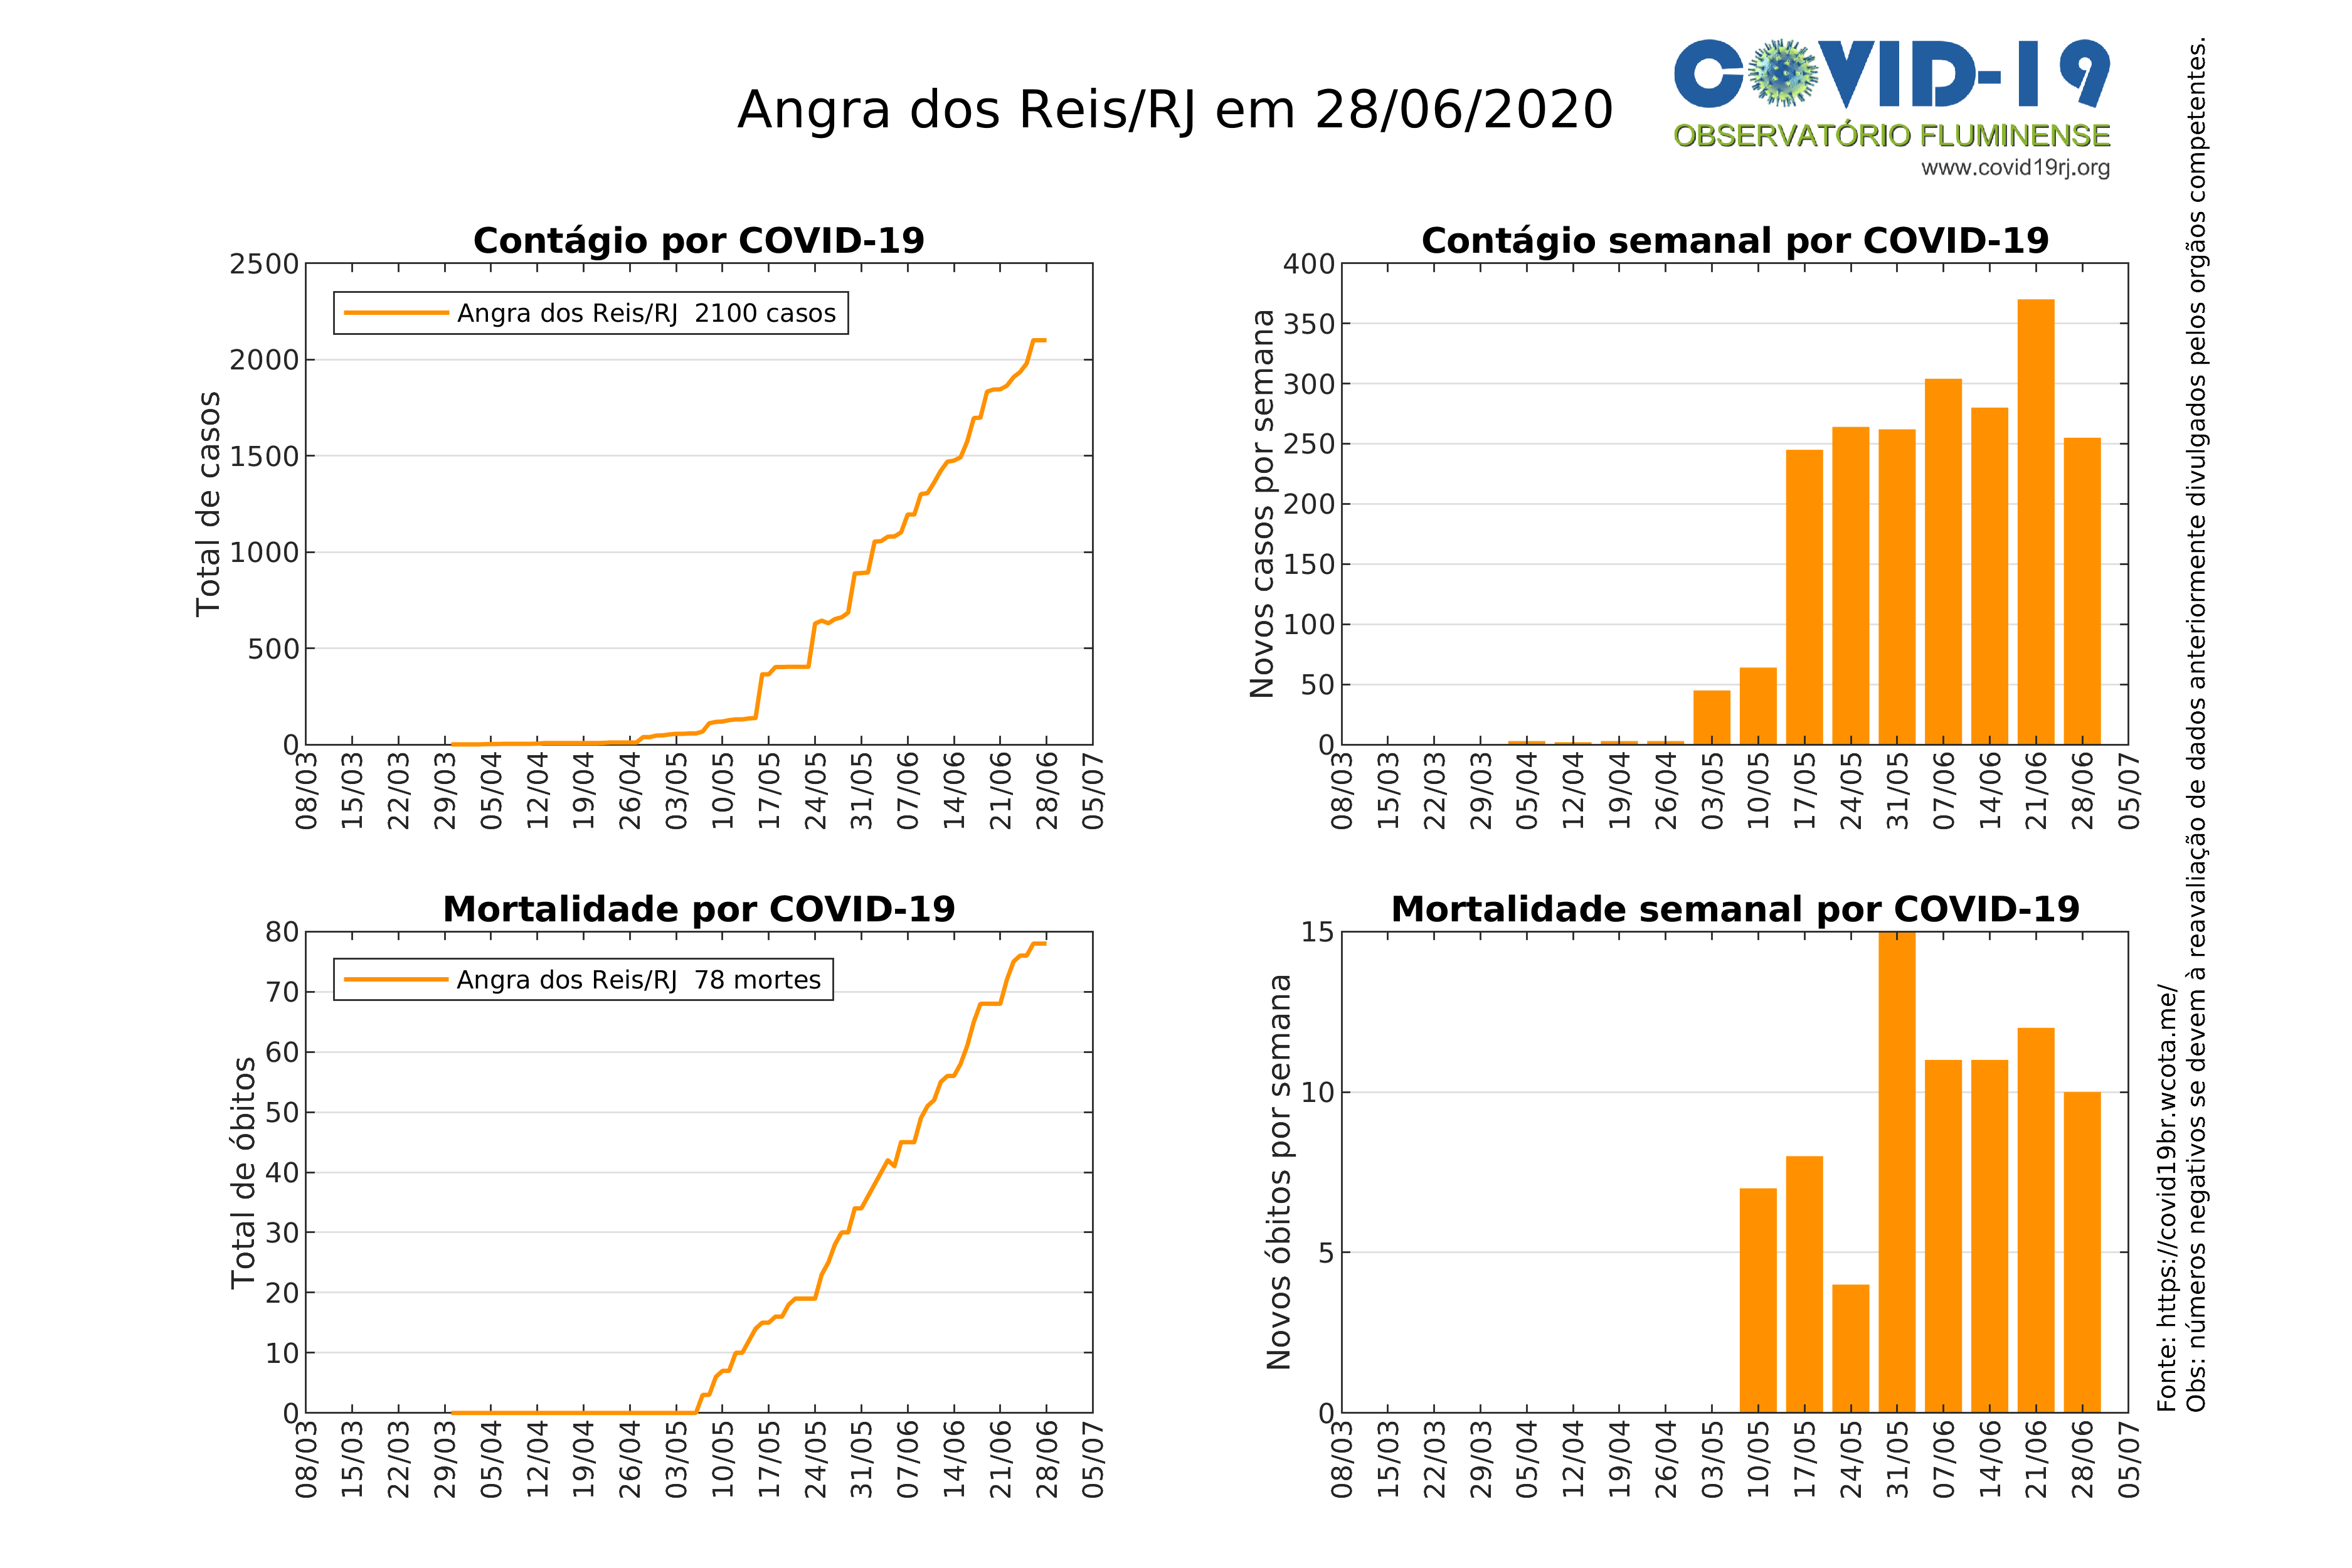 Angra dos Reis/RJ em 28/06/2020
COVID-19
OBSERVATÓRIO FLUMINENSE
www.covid19rj.org
Contágio por COVID-19
Total de casos
2500
2000
1500
1000
500
0
Angra dos Reis/RJ 2100 casos
08/03 15/03 22/03 29/03 05/04 12/04 19/04 26/04 03/05 10/05 17/05 24/05 31/05 07/06 14/06 21/06 28/06 05/07
Contágio semanal por COVID-19
Novos casos por semana
400
350
300
250
200
150
100
50
0
08/03 15/03 22/03 29/03 05/04 12/04 19/04 26/04 03/05 10/05 17/05 24/05 31/05 07/06 14/06 21/06 28/06 05/07
Mortalidade por COVID-19
Total de óbitos
80
70
60
50
40
30
20
10
0
Angra dos Reis/RJ 78 mortes
08/03 15/03 22/03 29/03 05/04 12/04 19/04 26/04 03/05 10/05 17/05 24/05 31/05 07/06 14/06 21/06 28/06 05/07
Mortalidade semanal por COVID-19
Novos óbitos por semana
15
10
5
0
08/03 15/03 22/03 29/03 05/04 12/04 19/04 26/04 03/05 10/05 17/05 24/05 31/05 07/06 14/06 21/06 28/06 05/07
Fonte: https://covid19br.wcota.me/
Obs: números negativos se devem à reavaliação de dados anteriormente divulgados pelos orgãos competentes.